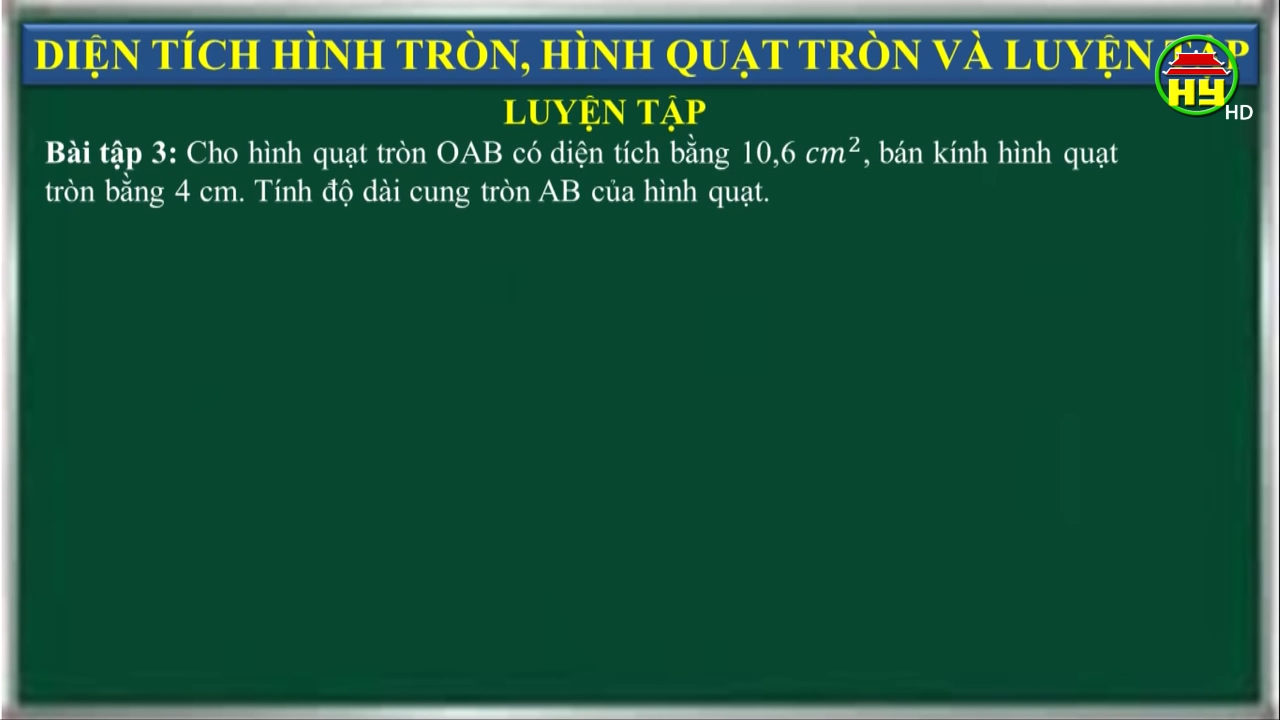 DIỆN TÍCH HÌNH TRÒN, HÌNH QUẠT TRÒN VÀ LUYỆN TẬP
HY
HD
LUYỆN TẬP
Bài tập 3: Cho hình quạt tròn OAB có diện tích bằng 10,6 cm², bán kính hình quạt
tròn bằng 4 cm. Tính độ dài cung tròn AB của hình quạt.